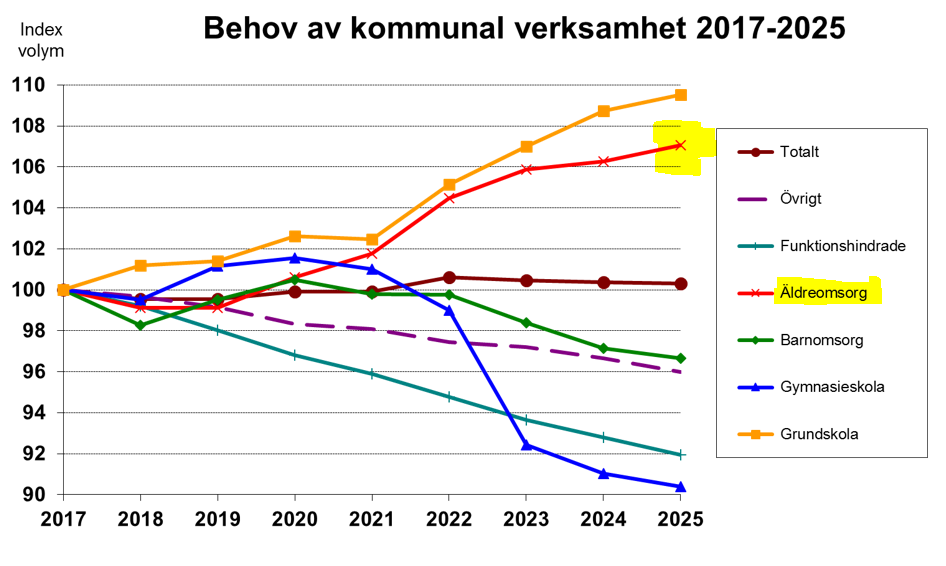 Behov av kommunal verksamhet 2017-2025
Index
volym
110
108
106
104
102
100
98
96
94
92
90
2017 2018 2019 2020 2021 2022 2023 2024 2025
Totalt
Övrigt
Funktionshindrade
Äldreomsorg
Barnomsorg
Gymnasieskola
Grundskola